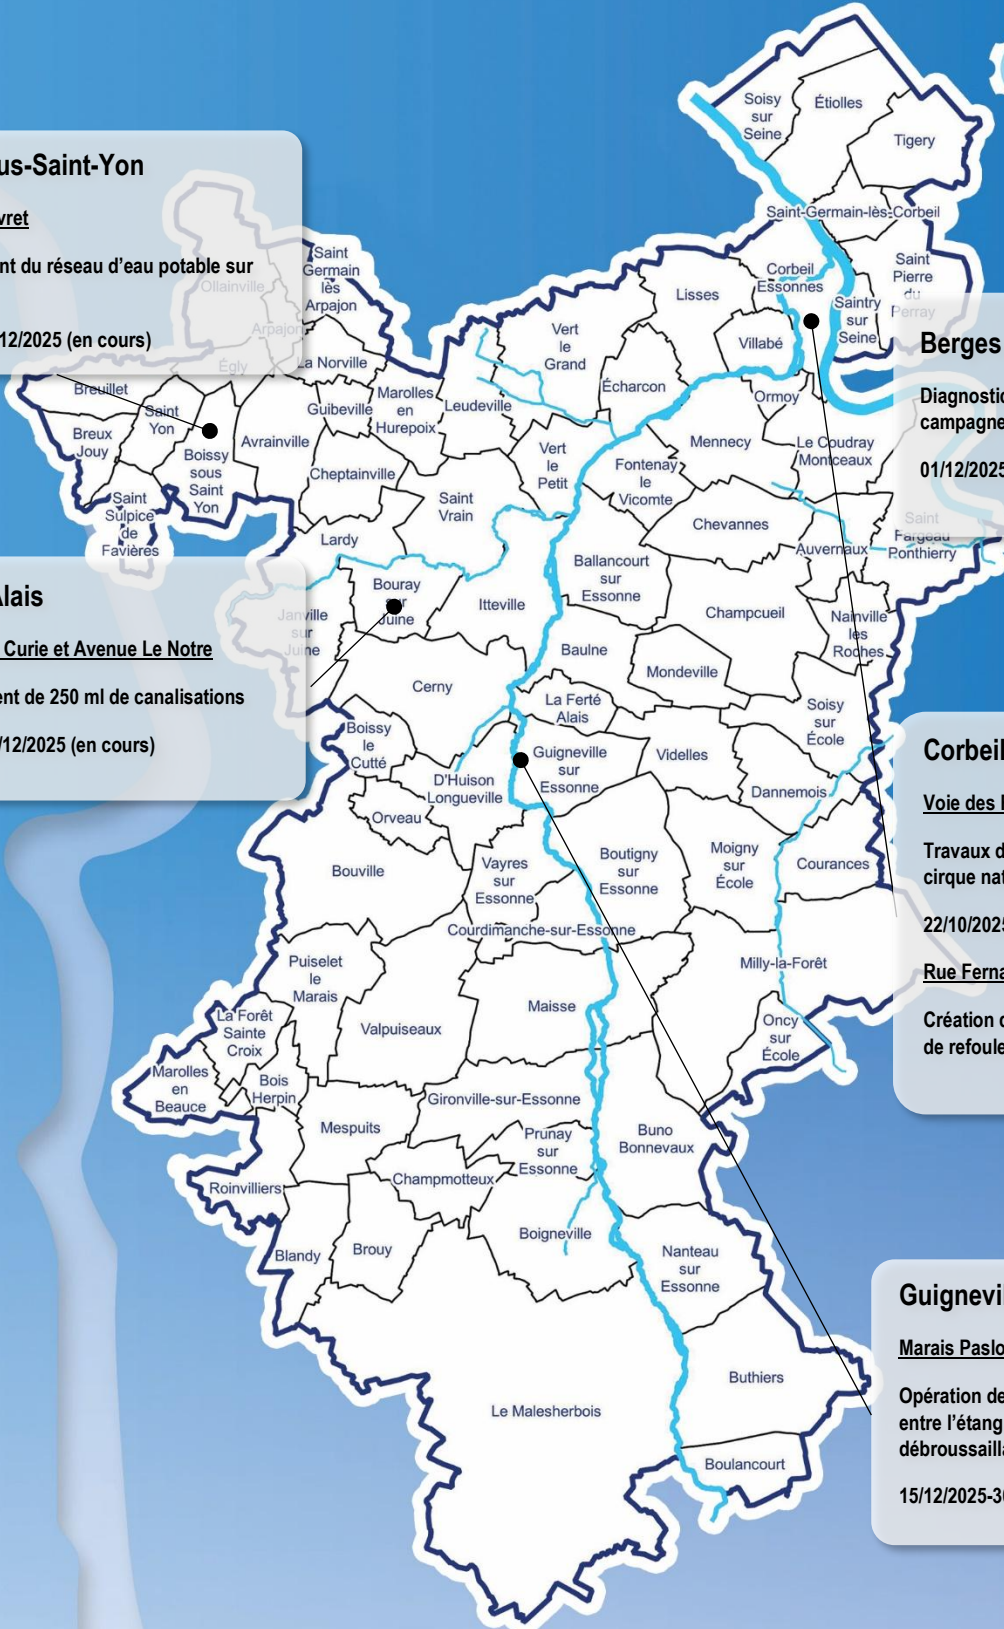 us-Saint-Yon
vret
nt du réseau d'eau potable sur
12/2025 (en cours)
Alais
Curie et Avenue Le Notre
ent de 250 ml de canalisations
/12/2025 (en cours)
Berges
Diagnostic
campagne
01/12/2025
Corbeil
Voie des
Travaux d
cirque nat
22/10/2025
Rue Ferna
Création d
de refoule
Guignevil
Marais Paslo
Opération de
entre l'étang
débroussailla
15/12/2025-3
Soisy
sur
Seine
Étiolles
Tigery
Saint-Germain-lès-Corbeil
Saint
Pierre
du
Perray
Corbeil
Essonnes
Saintry
sur
Seine
Lisses
Villabé
Ormoy
Vert
le
Grand
Écharcon
Mennecy
Le Coudray
Montceaux
Saint
Germain
lès
Arpajon
Ollainville
Arpajon
Égly
La Norville
Breuillet
Saint
Yon
Breux
Jouy
Boissy
sous
Saint
Yon
Avrainville
Guibeville
Marolles
en
Hurepoix
Leudeville
Cheptainville
Vert
le
Petit
Fontenay
le
Vicomte
Chevannes
Saint
Sulpice
de
Favières
Saint
Vrain
Lardy
Auvernaux
Saint
Fargeau
Ponthierry
Janville
sur
Juine
Bouray
sur
Juine
Itteville
Ballancourt
sur
Essonne
Champcueil
Nainville
les
Roches
Baulne
Mondeville
Cerny
La Ferté
Alais
Soisy
sur
École
Boissy
le
Cutté
D'Huison
Longueville
Guigneville
sur
Essonne
Videlles
Dannemois
Orveau
Bouville
Vayres
sur
Essonne
Boutigny
sur
Essonne
Moigny
sur
École
Courances
Courdimanche-sur-Essonne
Puiselet
le
Marais
Milly-la-Forêt
La Forêt
Sainte
Croix
Valpuiseaux
Maisse
Oncy
sur
École
Marolles
en
Beauce
Bois
Herpin
Mespuits
Gironville-sur-Essonne
Prunay
sur
Essonne
Buno
Bonnevaux
Roinvilliers
Champmotteux
Blandy
Brouy
Boigneville
Nanteau
sur
Essonne
Buthiers
Le Malesherbois
Boulancourt